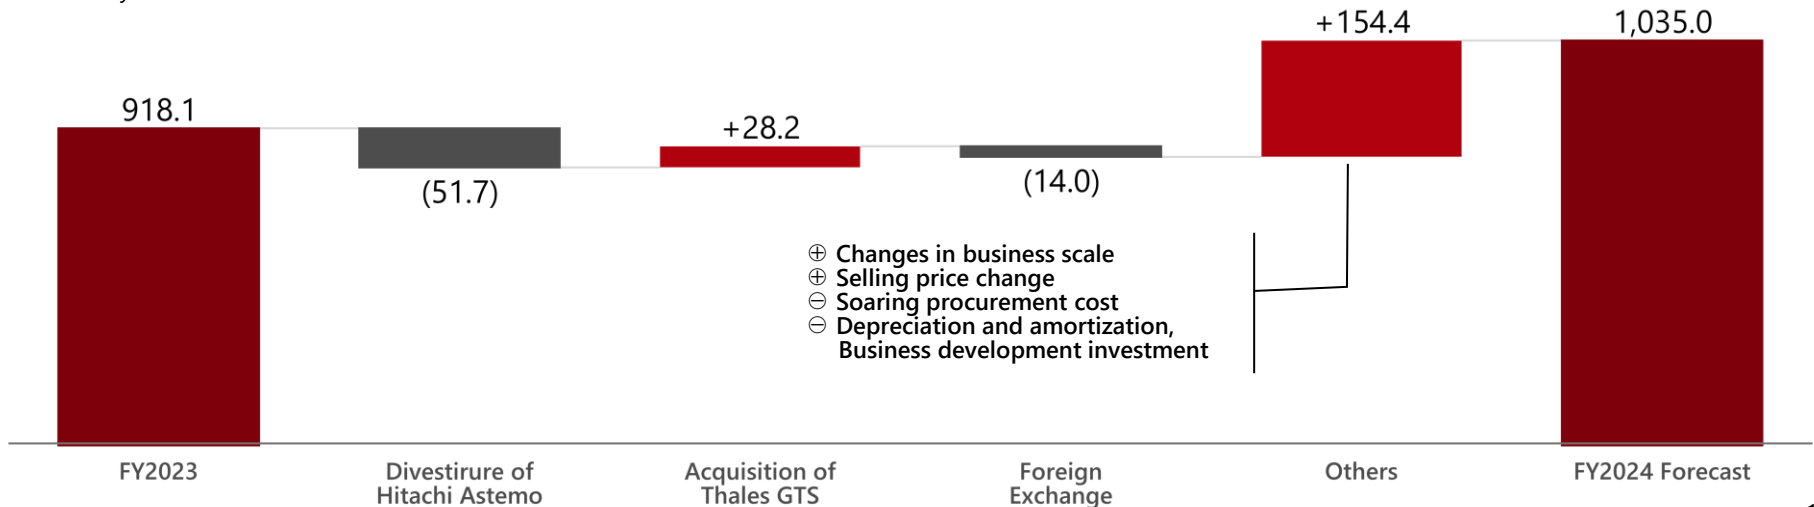 +154.4
1,035.0
918.1
+28.2
(51.7)
(14.0)
⊕ Changes in business scale
⊕ Selling price change
⊖ Soaring procurement cost
⊖ Depreciation and amortization,
Business development investment
FY2023
Divestirure of
Hitachi Astemo
Acquisition of
Thales GTS
Foreign
Exchange
Others
FY2024 Forecast